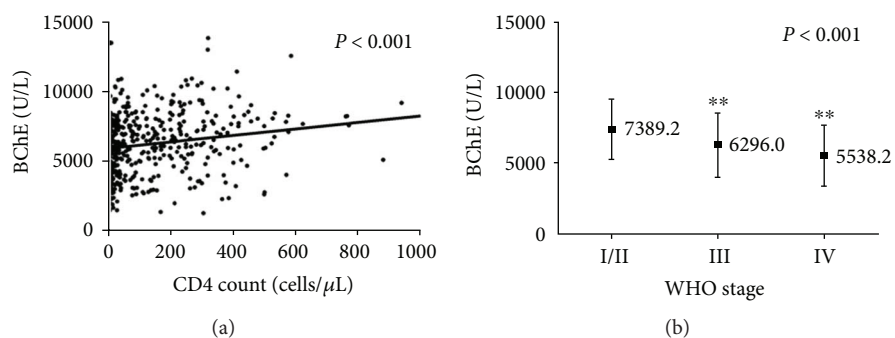 15000
10000
5000
0
BChE (U/L)
P < 0.001
0 200 400 600 800 1000
CD4 count (cells/μL)
(a)
15000
10000
5000
0
BChE (U/L)
P < 0.001
7389.2
**
6296.0
**
5538.2
I/II III IV
WHO stage
(b)